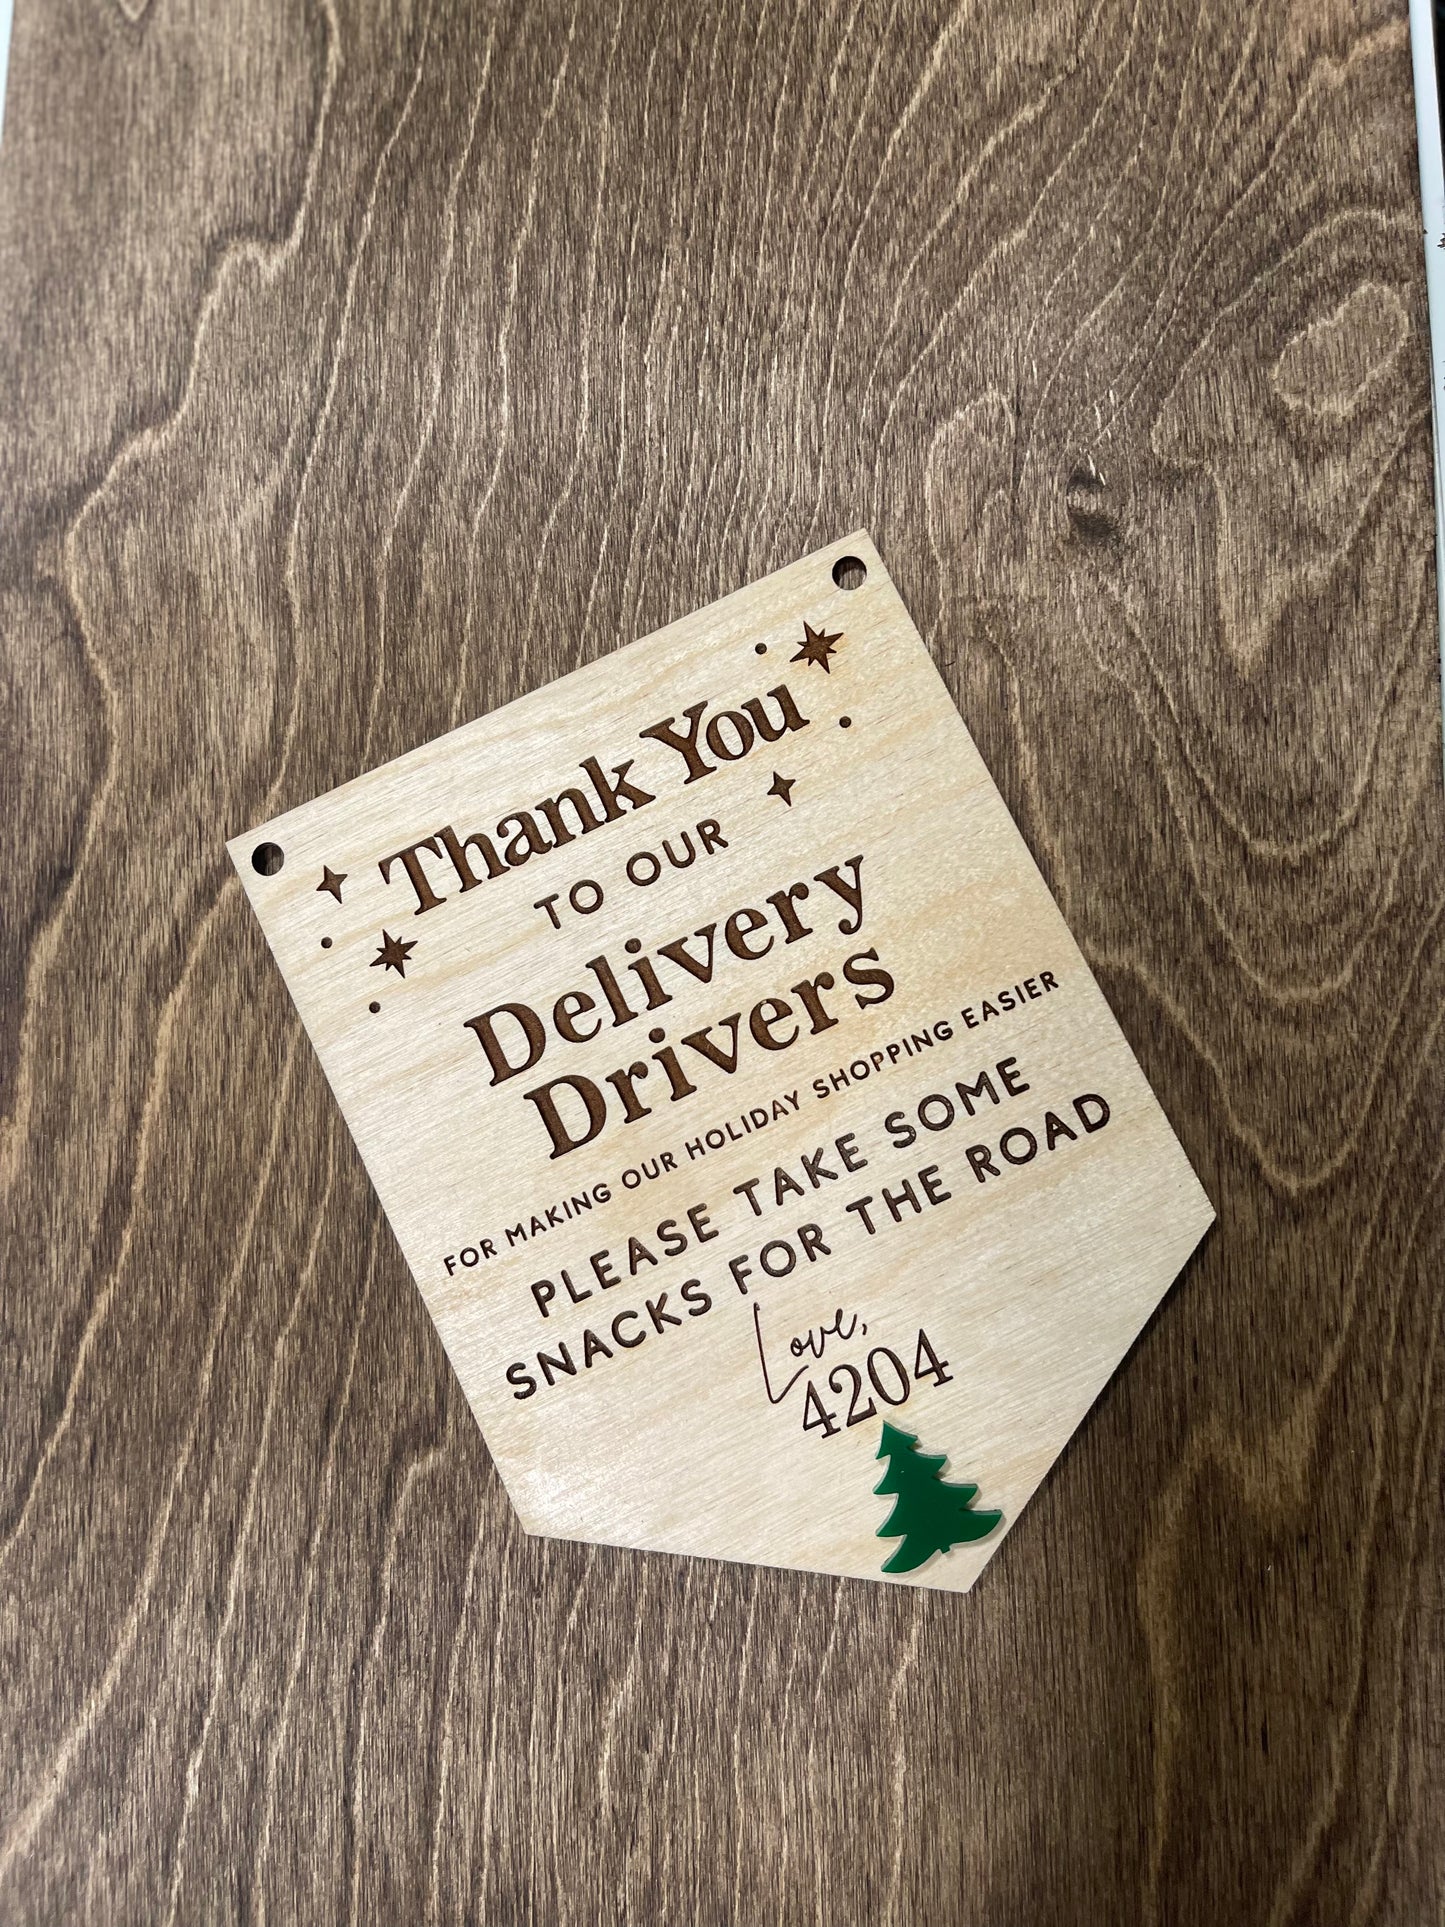 Thank You
TO OUR
Delivery
Drivers
FOR MAKING OUR HOLIDAY SHOPPING EASIER
PLEASE TAKE SOME
SNACKS FOR THE ROAD
Love,
4204